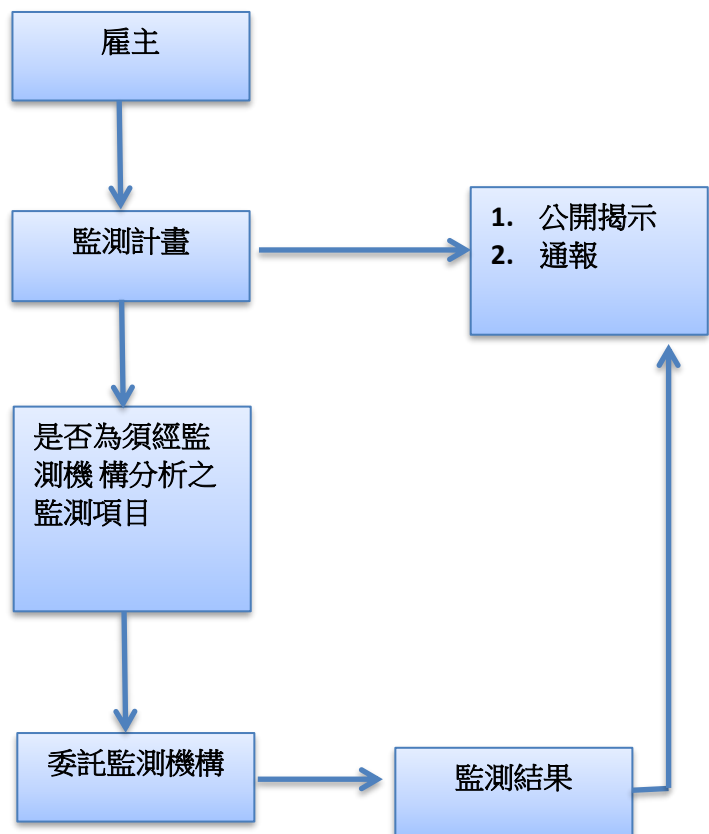 雇主
監測計畫
1. 公開揭示
2. 通報
是否為須經監
測機 構分析之
監測項目
委託監測機構
監測結果